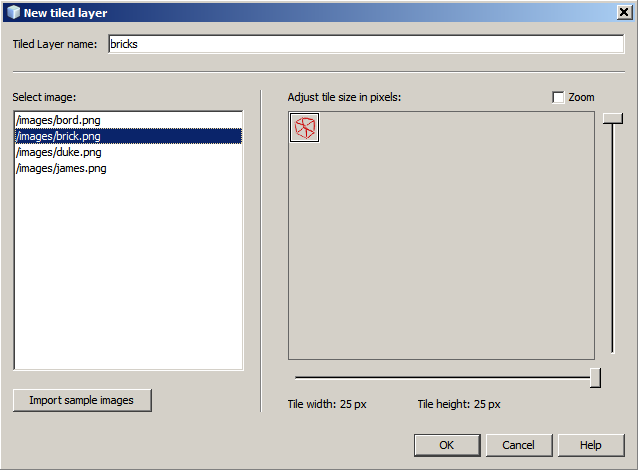 New tiled layer
Tiled Layer name: bricks
Select image:
/images/bord.png
/images/brick.png
/images/duke.png
/images/james.png
Import sample images
Adjust tile size in pixels:
Zoom
Tile width: 25 px
Tile height: 25 px
OK
Cancel
Help